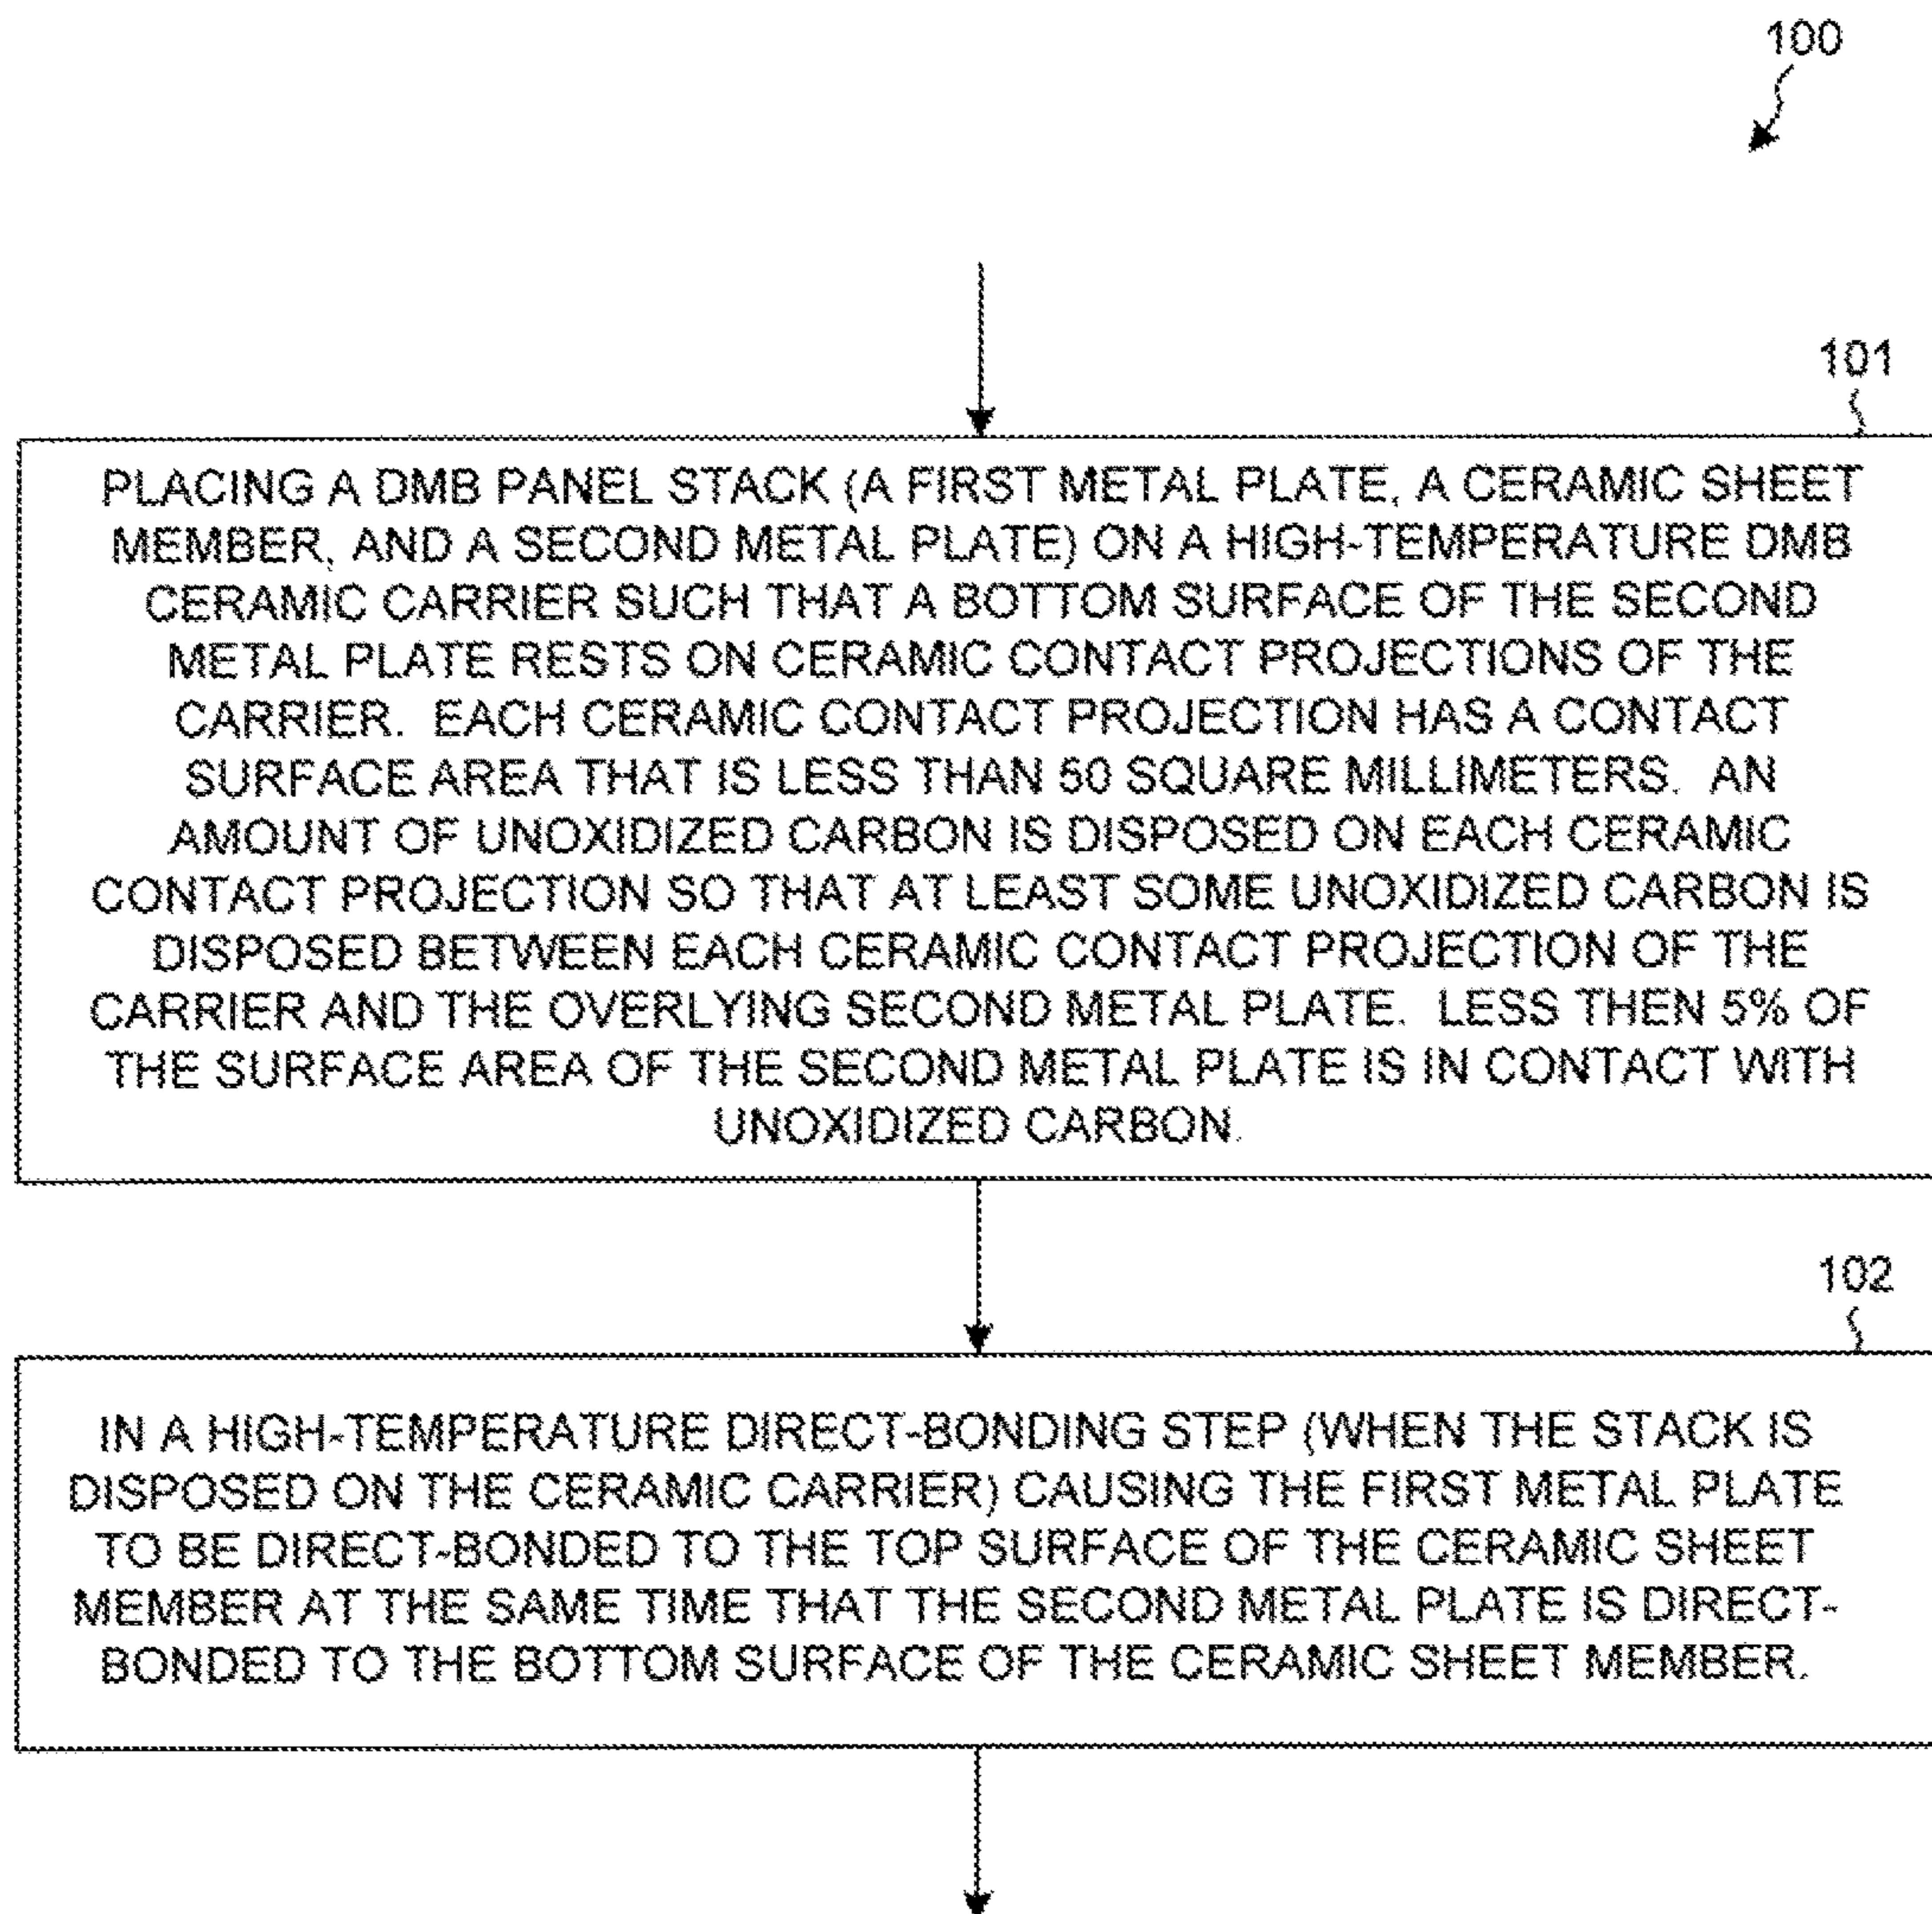 100
101
PLACING A DMB PANEL STACK (A FIRST METAL PLATE, A CERAMIC SHEET
MEMBER, AND A SECOND METAL PLATE) ON A HIGH-TEMPERATURE DMB
CERAMIC CARRIER SUCH THAT A BOTTOM SURFACE OF THE SECOND
METAL PLATE RESTS ON CERAMIC CONTACT PROJECTIONS OF THE
CARRIER. EACH CERAMIC CONTACT PROJECTION HAS A CONTACT
SURFACE AREA THAT IS LESS THAN 50 SQUARE MILLIMETERS. AN
AMOUNT OF UNOXIDIZED CARBON IS DISPOSED ON EACH CERAMIC
CONTACT PROJECTION SO THAT AT LEAST SOME UNOXIDIZED CARBON IS
DISPOSED BETWEEN EACH CERAMIC CONTACT PROJECTION OF THE
CARRIER AND THE OVERLYING SECOND METAL PLATE. LESS THEN 5% OF
THE SURFACE AREA OF THE SECOND METAL PLATE IS IN CONTACT WITH
UNOXIDIZED CARBON.
102
IN A HIGH-TEMPERATURE DIRECT-BONDING STEP (WHEN THE STACK IS
DISPOSED ON THE CERAMIC CARRIER) CAUSING THE FIRST METAL PLATE
TO BE DIRECT-BONDED TO THE TOP SURFACE OF THE CERAMIC SHEET
MEMBER AT THE SAME TIME THAT THE SECOND METAL PLATE IS DIRECT-
BONDED TO THE BOTTOM SURFACE OF THE CERAMIC SHEET MEMBER.